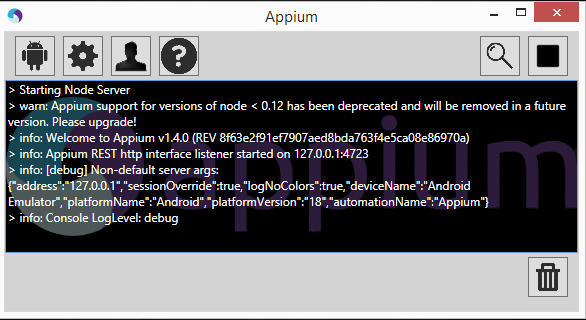 Appium
> Starting Node Server
> warn: Appium support for versions of node < 0.12 has been deprecated and will be removed in a future
version. Please upgrade!
> info: Welcome to Appium v1.4.0 (REV 8f63e2f91ef7907aed8bda763f4e5ca08e86970a)
> info: Appium REST http interface listener started on 127.0.0.1:4723
> info: [debug] Non-default server args:
{"address":"127.0.0.1","sessionOverride":true,"logNoColors":true,"deviceName":"Android
Emulator","platformName":"Android","platformVersion":"18","automationName":"Appium"}
> info: Console LogLevel: debug
appium